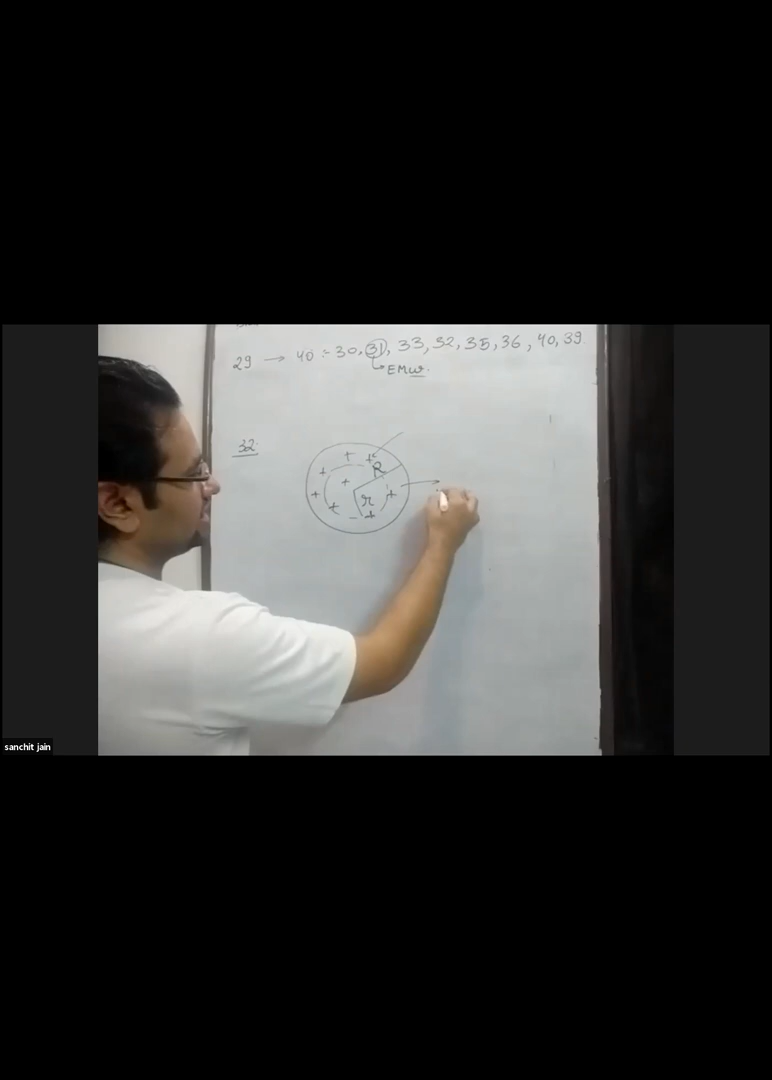 29 → 40 :- 30, 31, 33, 32, 35, 36, 40, 39.
↳ EMW.
32.
+ +
+ R
+
+ + r +
- +
sanchit jain